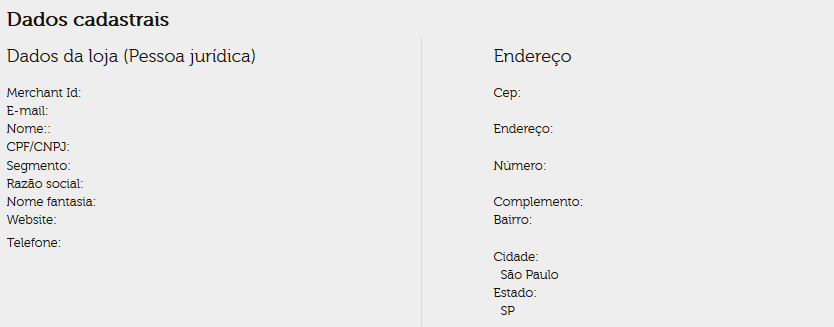 Dados cadastrais
Dados da loja (Pessoa jurídica)
Merchant Id:
E-mail:
Nome::
CPF/CNPJ:
Segmento:
Razão social:
Nome fantasia:
Website:
Telefone:
Endereço
Cep:
Endereço:
Número:
Complemento:
Bairro:
Cidade:
São Paulo
Estado:
SP